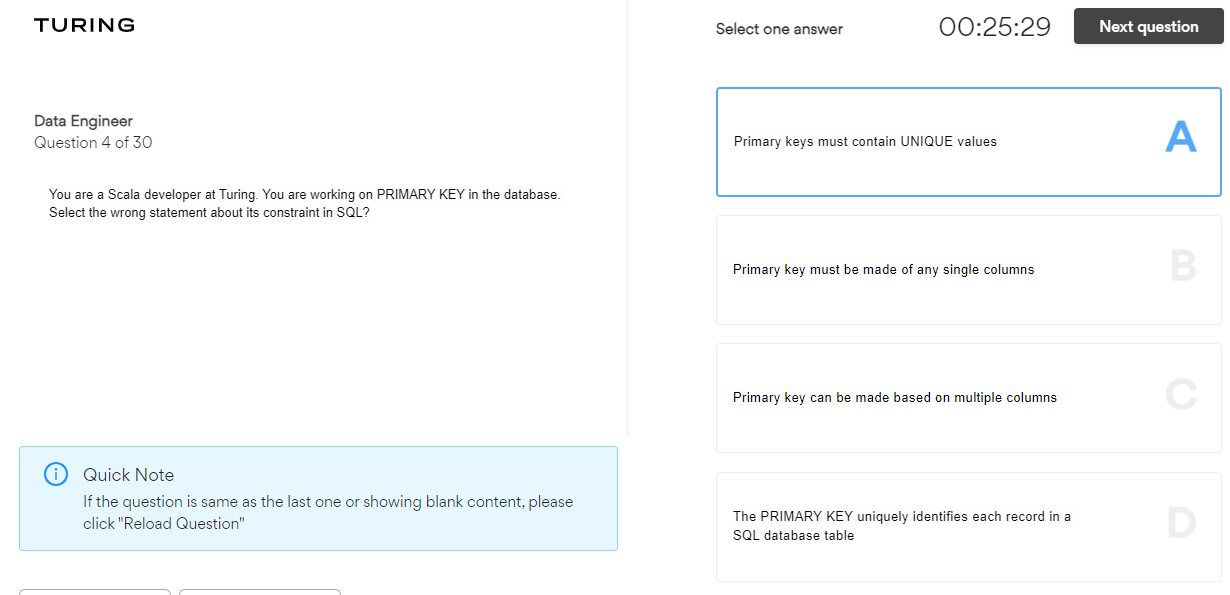 TURING
Select one answer
00:25:29
Next question
Data Engineer
Question 4 of 30
You are a Scala developer at Turing. You are working on PRIMARY KEY in the database.
Select the wrong statement about its constraint in SQL?
Primary keys must contain UNIQUE values
A
Primary key must be made of any single columns
B
Primary key can be made based on multiple columns
C
The PRIMARY KEY uniquely identifies each record in a
SQL database table
D
Quick Note
If the question is same as the last one or showing blank content, please
click "Reload Question"